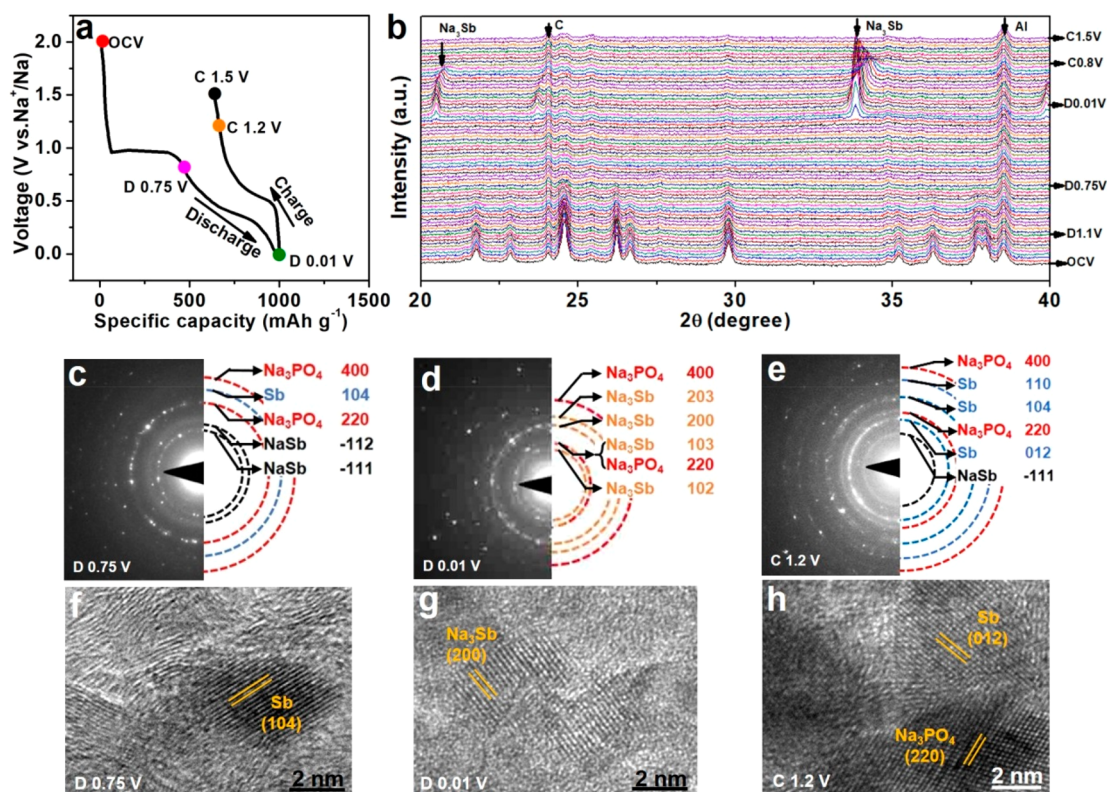 a
Voltage (V vs.Na⁺/Na)
2.0
1.5
1.0
0.5
0.0
OCV
C 1.5 V
C 1.2 V
D 0.75 V
Discharge
Charge
D 0.01 V
0 500 1000 1500
Specific capacity (mAh g⁻¹)
b
Intensity (a.u.)
Na₃Sb C Na₃Sb Al
C1.5V
C0.8V
D0.01V
D0.75V
D1.1V
OCV
20 25 30 35 40
2θ (degree)
c
Na₃PO₄ 400
Sb 104
Na₃PO₄ 220
NaSb -112
NaSb -111
D 0.75 V
d
Na₃PO₄ 400
Na₃Sb 203
Na₃Sb 200
Na₃Sb 103
Na₃PO₄ 220
Na₃Sb 102
D 0.01 V
e
Na₃PO₄ 400
Sb 110
Sb 104
Na₃PO₄ 220
Sb 012
NaSb -111
C 1.2 V
f
Sb
(104)
D 0.75 V
2 nm
g
Na₃Sb
(200)
D 0.01 V
2 nm
h
Sb
(012)
Na₃PO₄
(220)
C 1.2 V
2 nm